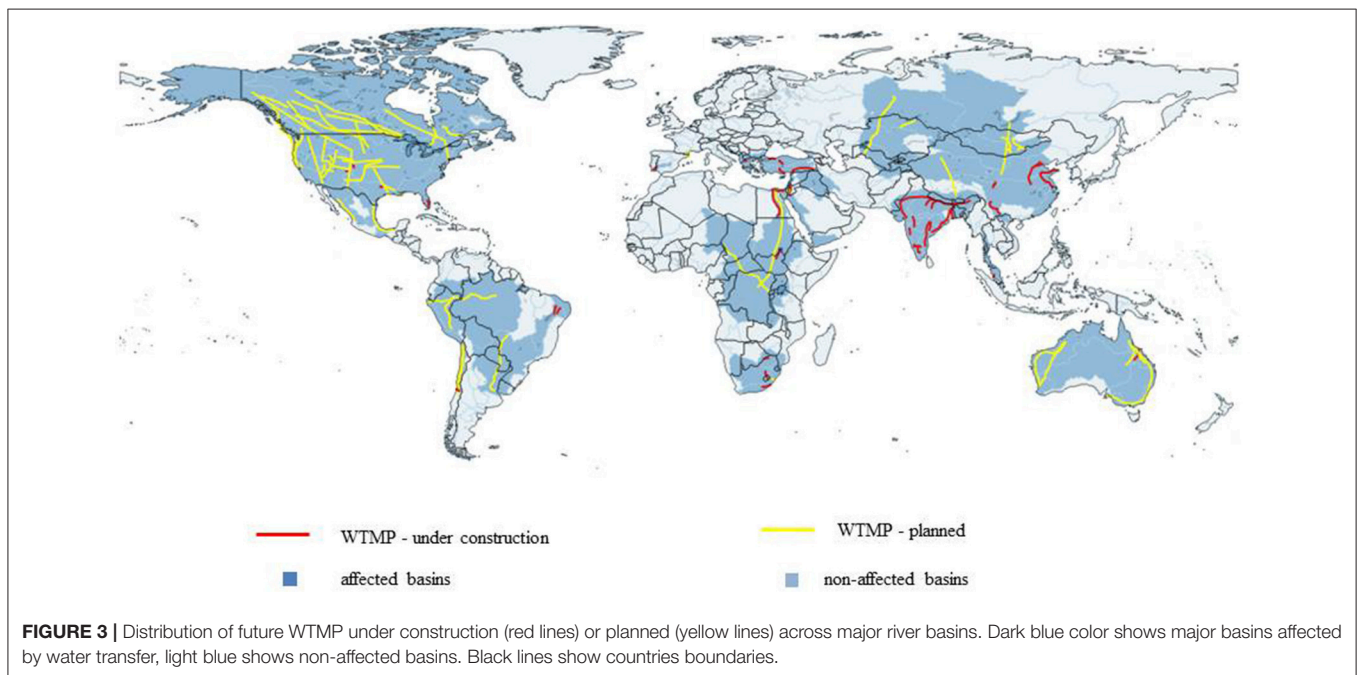 WTMP - under construction
WTMP - planned
affected basins
non-affected basins
FIGURE 3 | Distribution of future WTMP under construction (red lines) or planned (yellow lines) across major river basins. Dark blue color shows major basins affected
by water transfer, light blue shows non-affected basins. Black lines show countries boundaries.